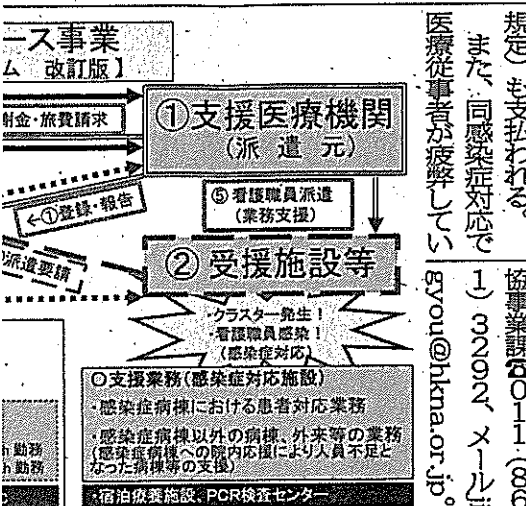 ース事業
ム 改訂版】
謝金・旅費請求
①支援医療機関
(派遣元)
←①登録・報告
⑤看護職員派遣
(業務支援)
派遣要請
②受援施設等
・クラスター発生!
・看護職員感染!
(感染症対応)
○支援業務(感染症対応施設)
・感染症病棟における患者対応業務
・感染症病棟以外の病棟、外来等の業務
(感染症病棟への院内応援により人員不足と
なった病棟等の支援)
h勤務
h勤務
・宿泊療養施設、PCR検査センター
規定)も支払われる。
また、同感染症対応で
医療従事者が疲弊してい
協事業課☎011(86
1)3292、メール
gyou@hkna.or.jp。